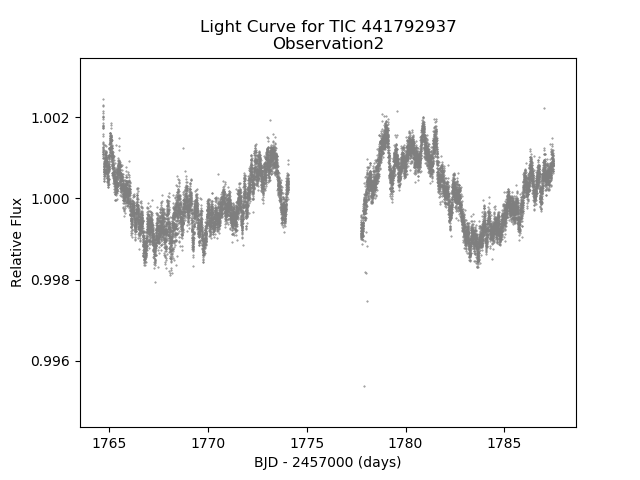 Light Curve for TIC 441792937
Observation2
1.002
1.000
0.998
0.996
Relative Flux
1765
1770
1775
1780
1785
BJD - 2457000 (days)